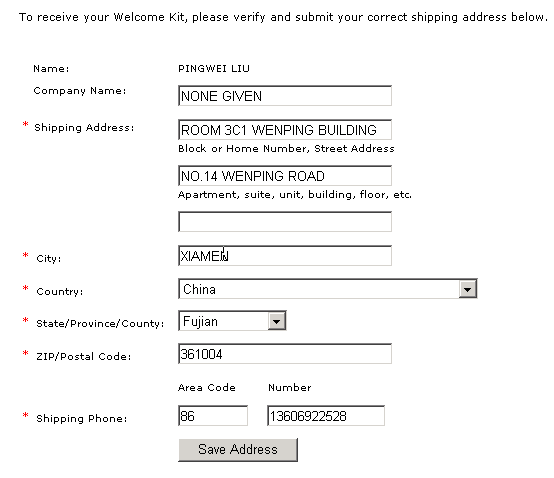 To receive your Welcome Kit, please verify and submit your correct shipping address below.
Name: PINGWEI LIU
Company Name: NONE GIVEN
* Shipping Address: ROOM 3C1 WENPING BUILDING
Block or Home Number, Street Address
NO.14 WENPING ROAD
Apartment, suite, unit, building, floor, etc.
* City: XIAMEN
* Country: China
* State/Province/County: Fujian
* ZIP/Postal Code: 361004
Area Code Number
* Shipping Phone: 86 13606922528
Save Address